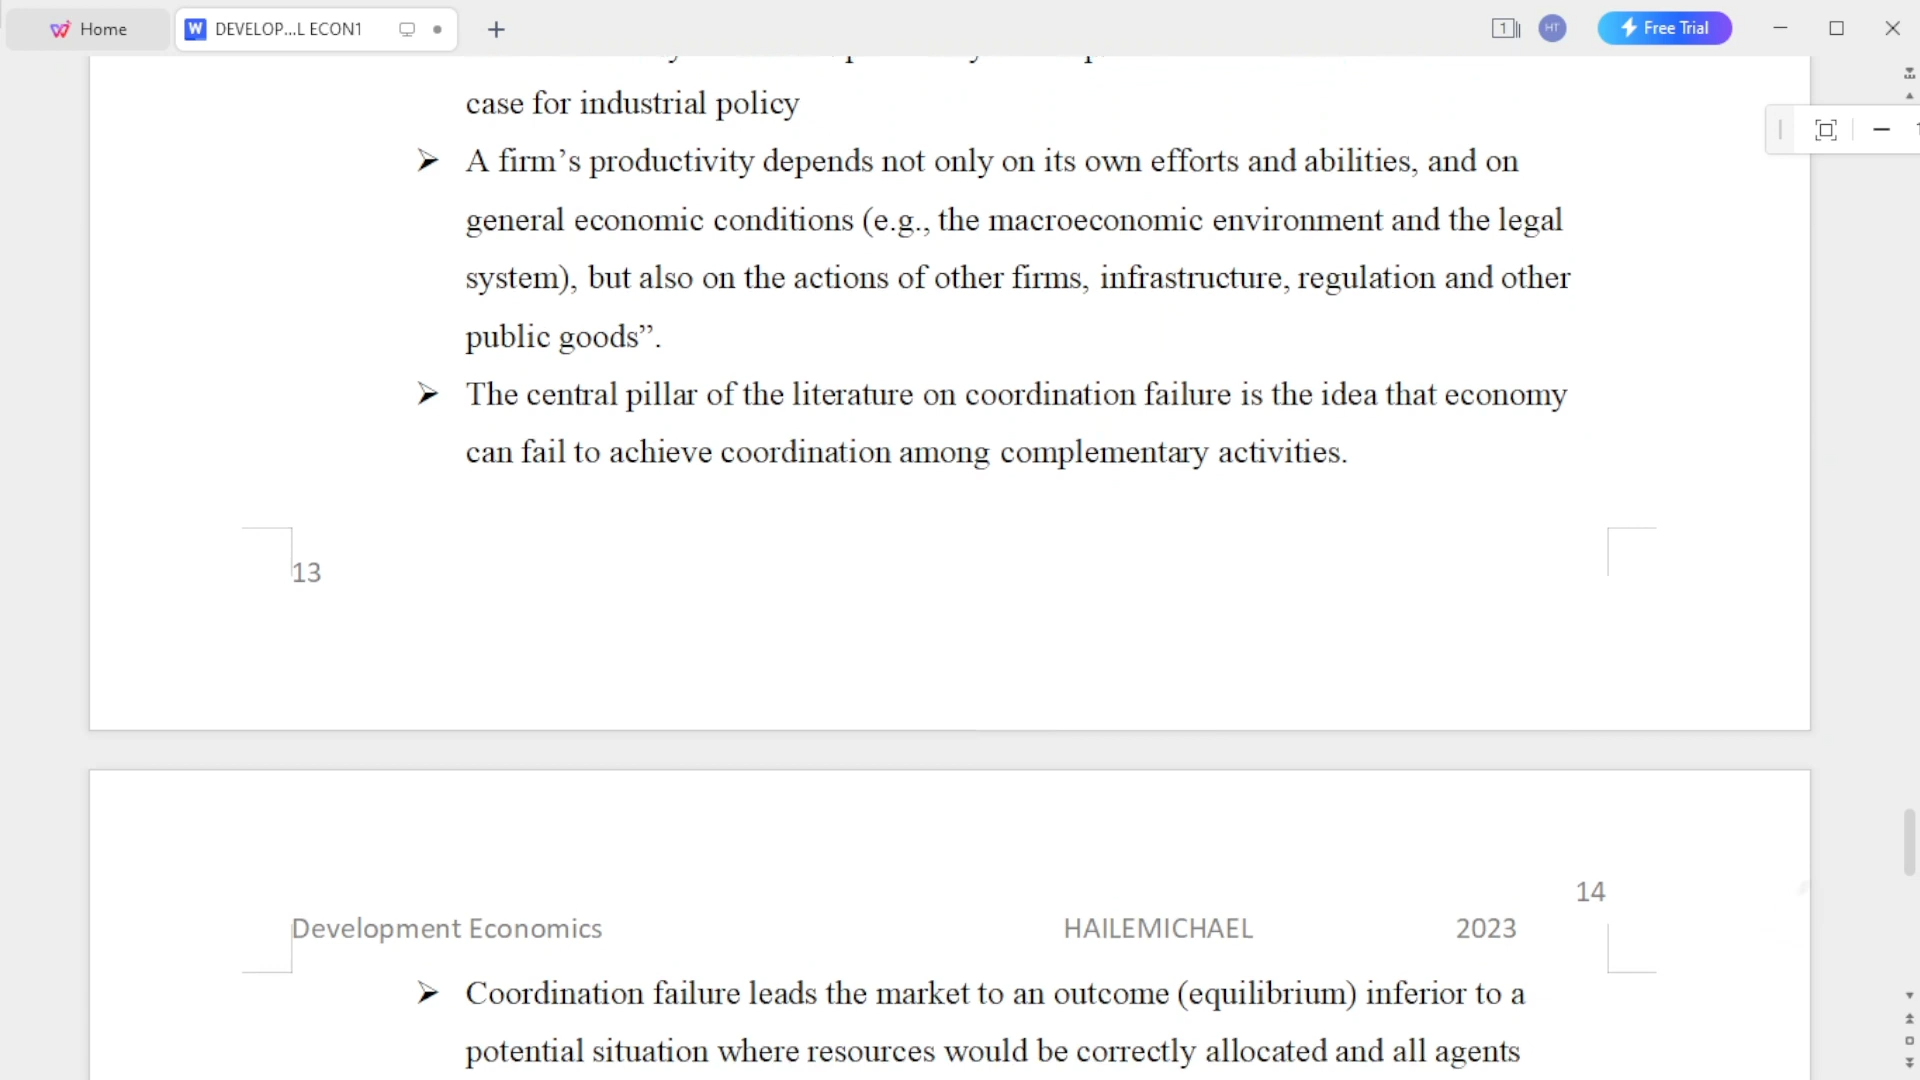 Home
DEVELOP...L ECON1
1
HT
Free Trial
case for industrial policy
➢ A firm’s productivity depends not only on its own efforts and abilities, and on
general economic conditions (e.g., the macroeconomic environment and the legal
system), but also on the actions of other firms, infrastructure, regulation and other
public goods”.
➢ The central pillar of the literature on coordination failure is the idea that economy
can fail to achieve coordination among complementary activities.
13
14
Development Economics HAILEMICHAEL 2023
➢ Coordination failure leads the market to an outcome (equilibrium) inferior to a
potential situation where resources would be correctly allocated and all agents